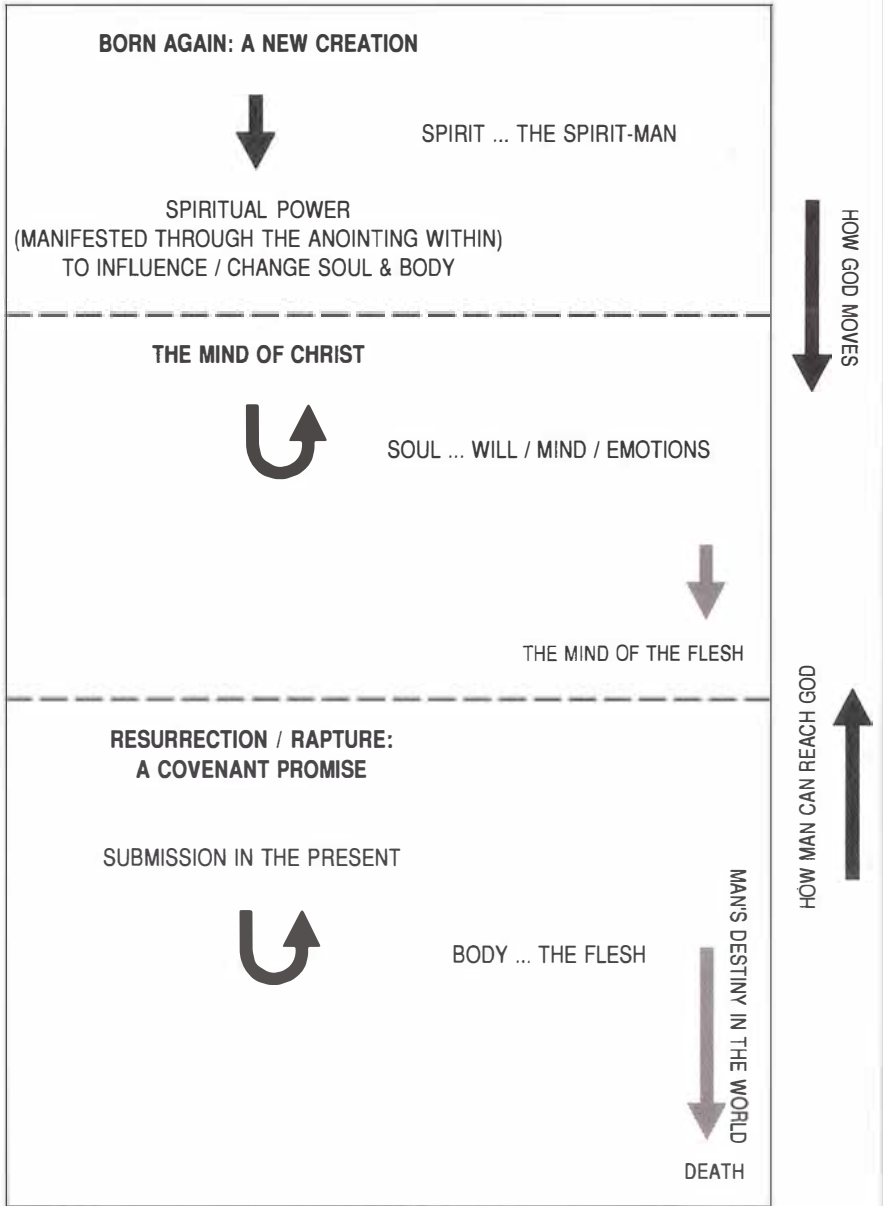 BORN AGAIN: A NEW CREATION
SPIRIT ... THE SPIRIT-MAN
SPIRITUAL POWER
(MANIFESTED THROUGH THE ANOINTING WITHIN)
TO INFLUENCE / CHANGE SOUL & BODY
HOW GOD MOVES
THE MIND OF CHRIST
SOUL ... WILL / MIND / EMOTIONS
THE MIND OF THE FLESH
HOW MAN CAN REACH GOD
RESURRECTION / RAPTURE:
A COVENANT PROMISE
SUBMISSION IN THE PRESENT
BODY ... THE FLESH
MAN'S DESTINY IN THE WORLD
DEATH